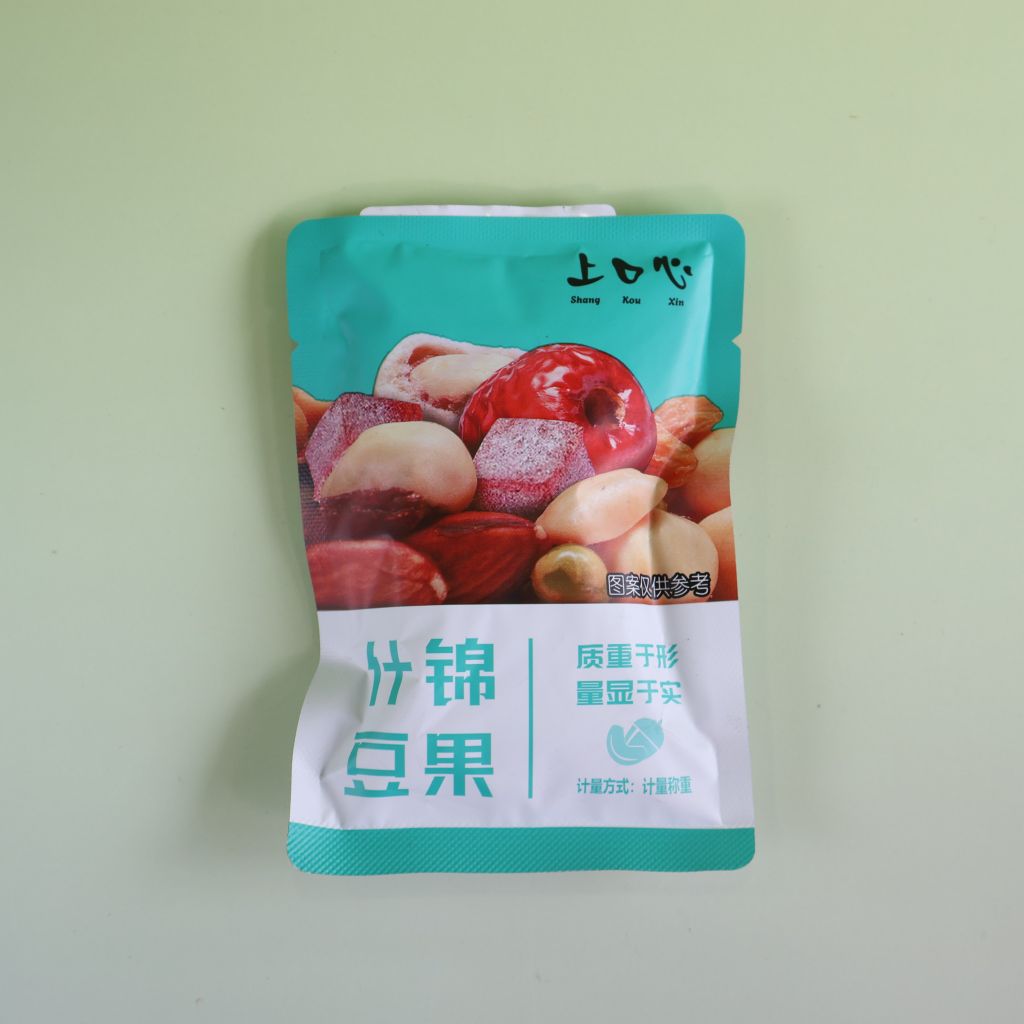 上口心
Shang Kou Xin
图案仅供参考
什锦
豆果
质重于形
量显于实
计量方式：计量称重